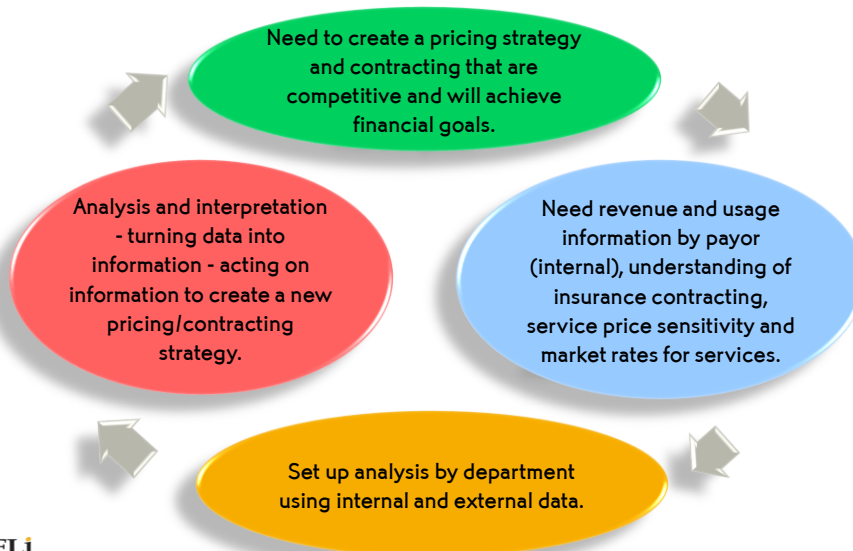 Need to create a pricing strategy
and contracting that are
competitive and will achieve
financial goals.
Analysis and interpretation
- turning data into
information - acting on
information to create a new
pricing/contracting
strategy.
Need revenue and usage
information by payor
(internal), understanding of
insurance contracting,
service price sensitivity and
market rates for services.
Set up analysis by department
using internal and external data.